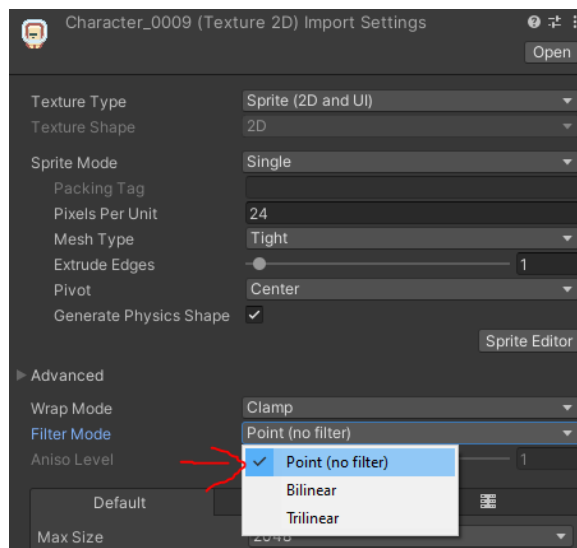 Character_0009 (Texture 2D) Import Settings
Open
Texture Type Sprite (2D and UI)
Texture Shape 2D
Sprite Mode Single
Packing Tag
Pixels Per Unit 24
Mesh Type Tight
Extrude Edges 1
Pivot Center
Generate Physics Shape
Sprite Editor
Advanced
Wrap Mode Clamp
Filter Mode Point (no filter)
Aniso Level 1
Point (no filter)
Bilinear
Default
Trilinear
Max Size 2048